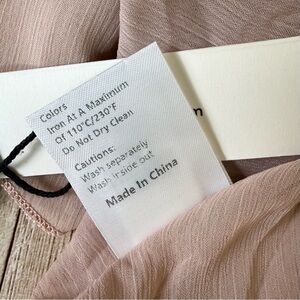 Colors
Iron At A Maximum
Of 110°C/230°F
Do Not Dry Clean
Cautions:
Wash separately
Wash inside out
Made In China